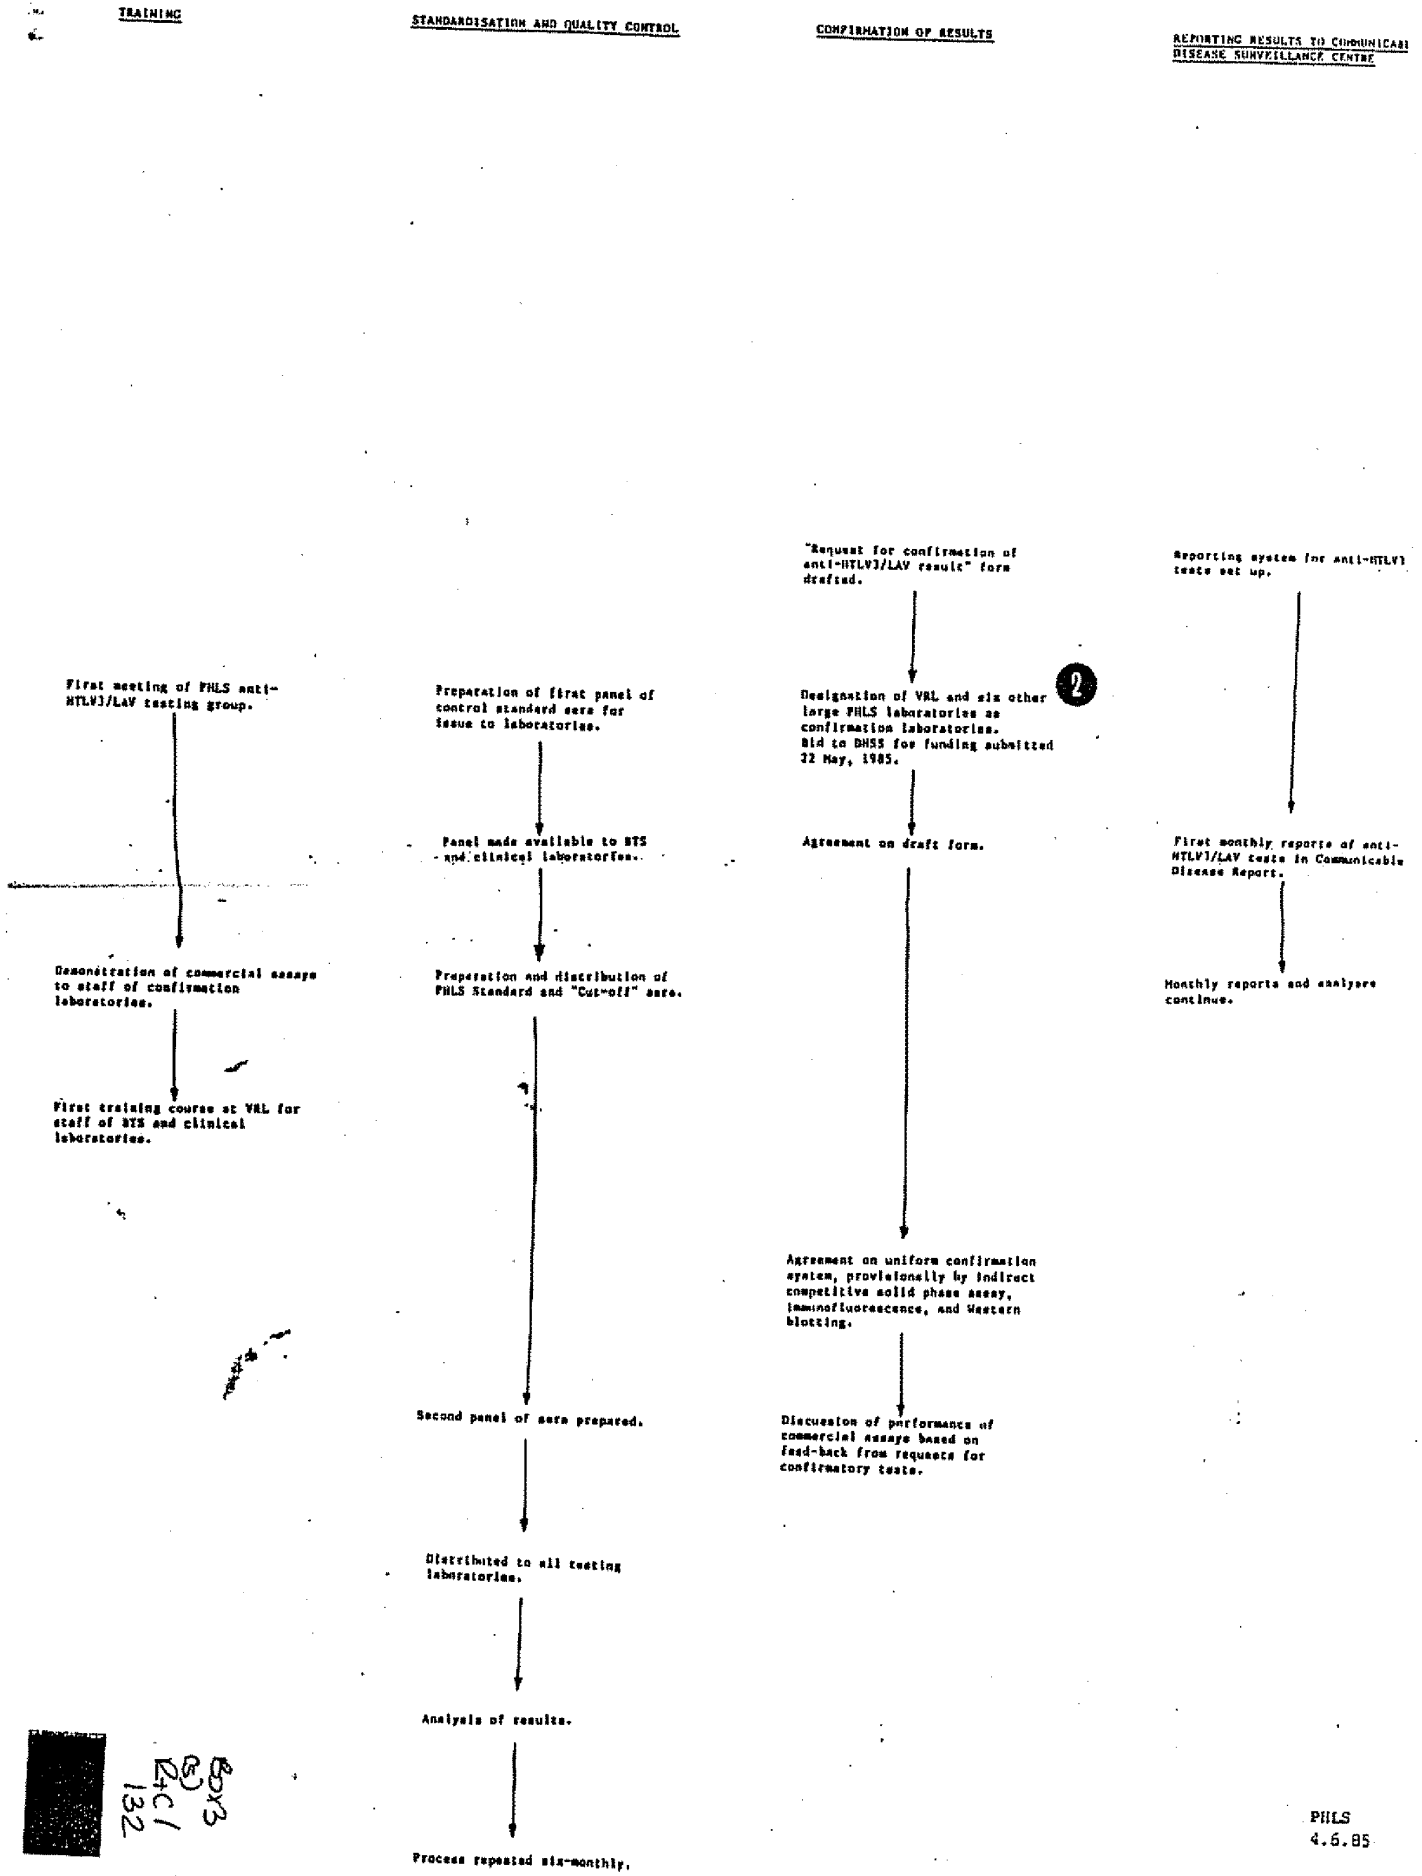 TRAINING
First meeting of PHLS anti-
HTLV3/LAV testing group.
Demonstration of commercial assays
to staff of confirmation
laboratories.
First training course at VRL for
staff of BTS and clinical
laboratories.
STANDARDISATION AND QUALITY CONTROL
Preparation of first panel of
control standard sera for
issue to laboratories.
Panel made available to BTS
and clinical laboratories.
Preparation and distribution of
PHLS Standard and "Cut-off" sera.
Second panel of sera prepared.
Distributed to all testing
laboratories.
Analysis of results.
Process repeated six-monthly.
CONFIRMATION OF RESULTS
"Request for confirmation of
anti-HTLV3/LAV result" form
drafted.
2
Designation of VRL and six other
large PHLS laboratories as
confirmation laboratories.
Bid to DHSS for funding submitted
22 May, 1985.
Agreement on draft form.
Agreement on uniform confirmation
system, provisionally by indirect
competitive solid phase assay,
immunofluorescence, and Western
blotting.
Discussion of performance of
commercial assays based on
feed-back from requests for
confirmatory tests.
REPORTING RESULTS TO COMMUNICAB
DISEASE SURVEILLANCE CENTRE
Reporting system for anti-HTLV3
tests set up.
First monthly reports of anti-
HTLV3/LAV tests in Communicable
Disease Report.
Monthly reports and analyses
continue.
Box3
132
PHLS
4.6.85